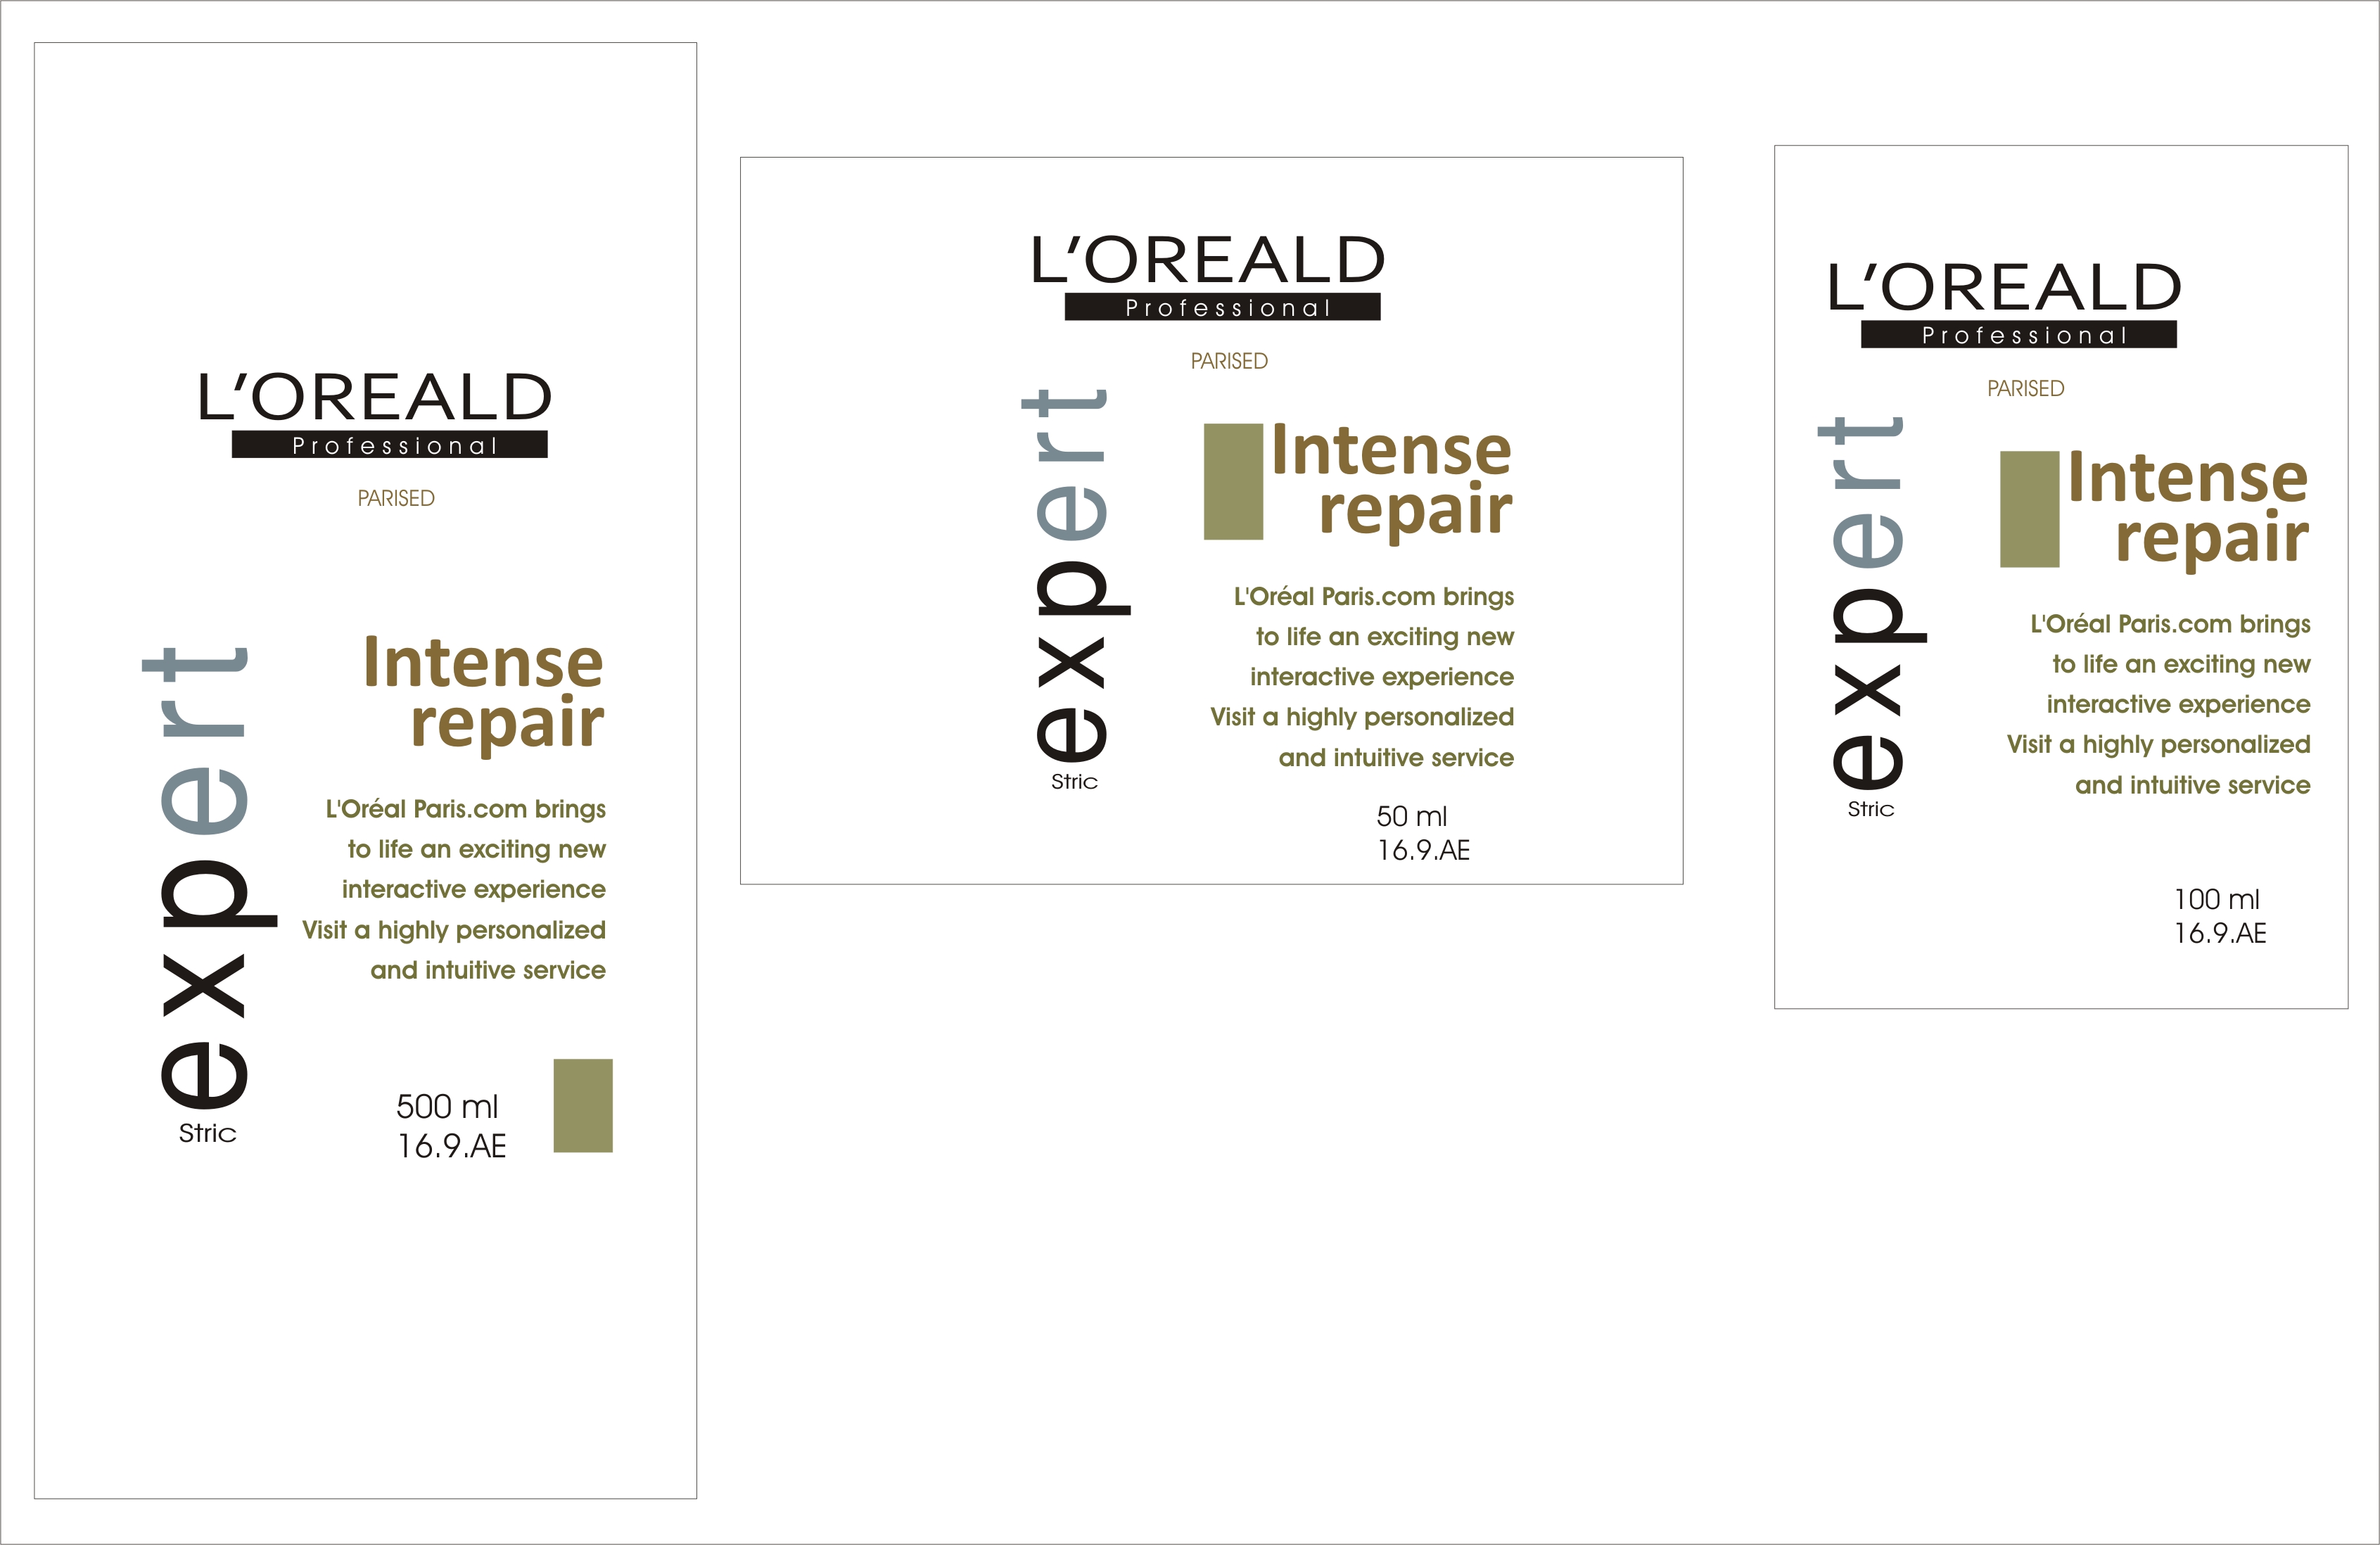 L'OREALD
Professional
PARISED
expert
Stric
Intense
repair
L'Oréal Paris.com brings
to life an exciting new
interactive experience
Visit a highly personalized
and intuitive service
500 ml
16.9.AE
L'OREALD
Professional
PARISED
expert
Stric
Intense
repair
L'Oréal Paris.com brings
to life an exciting new
interactive experience
Visit a highly personalized
and intuitive service
50 ml
16.9.AE
L'OREALD
Professional
PARISED
expert
Stric
Intense
repair
L'Oréal Paris.com brings
to life an exciting new
interactive experience
Visit a highly personalized
and intuitive service
100 ml
16.9.AE